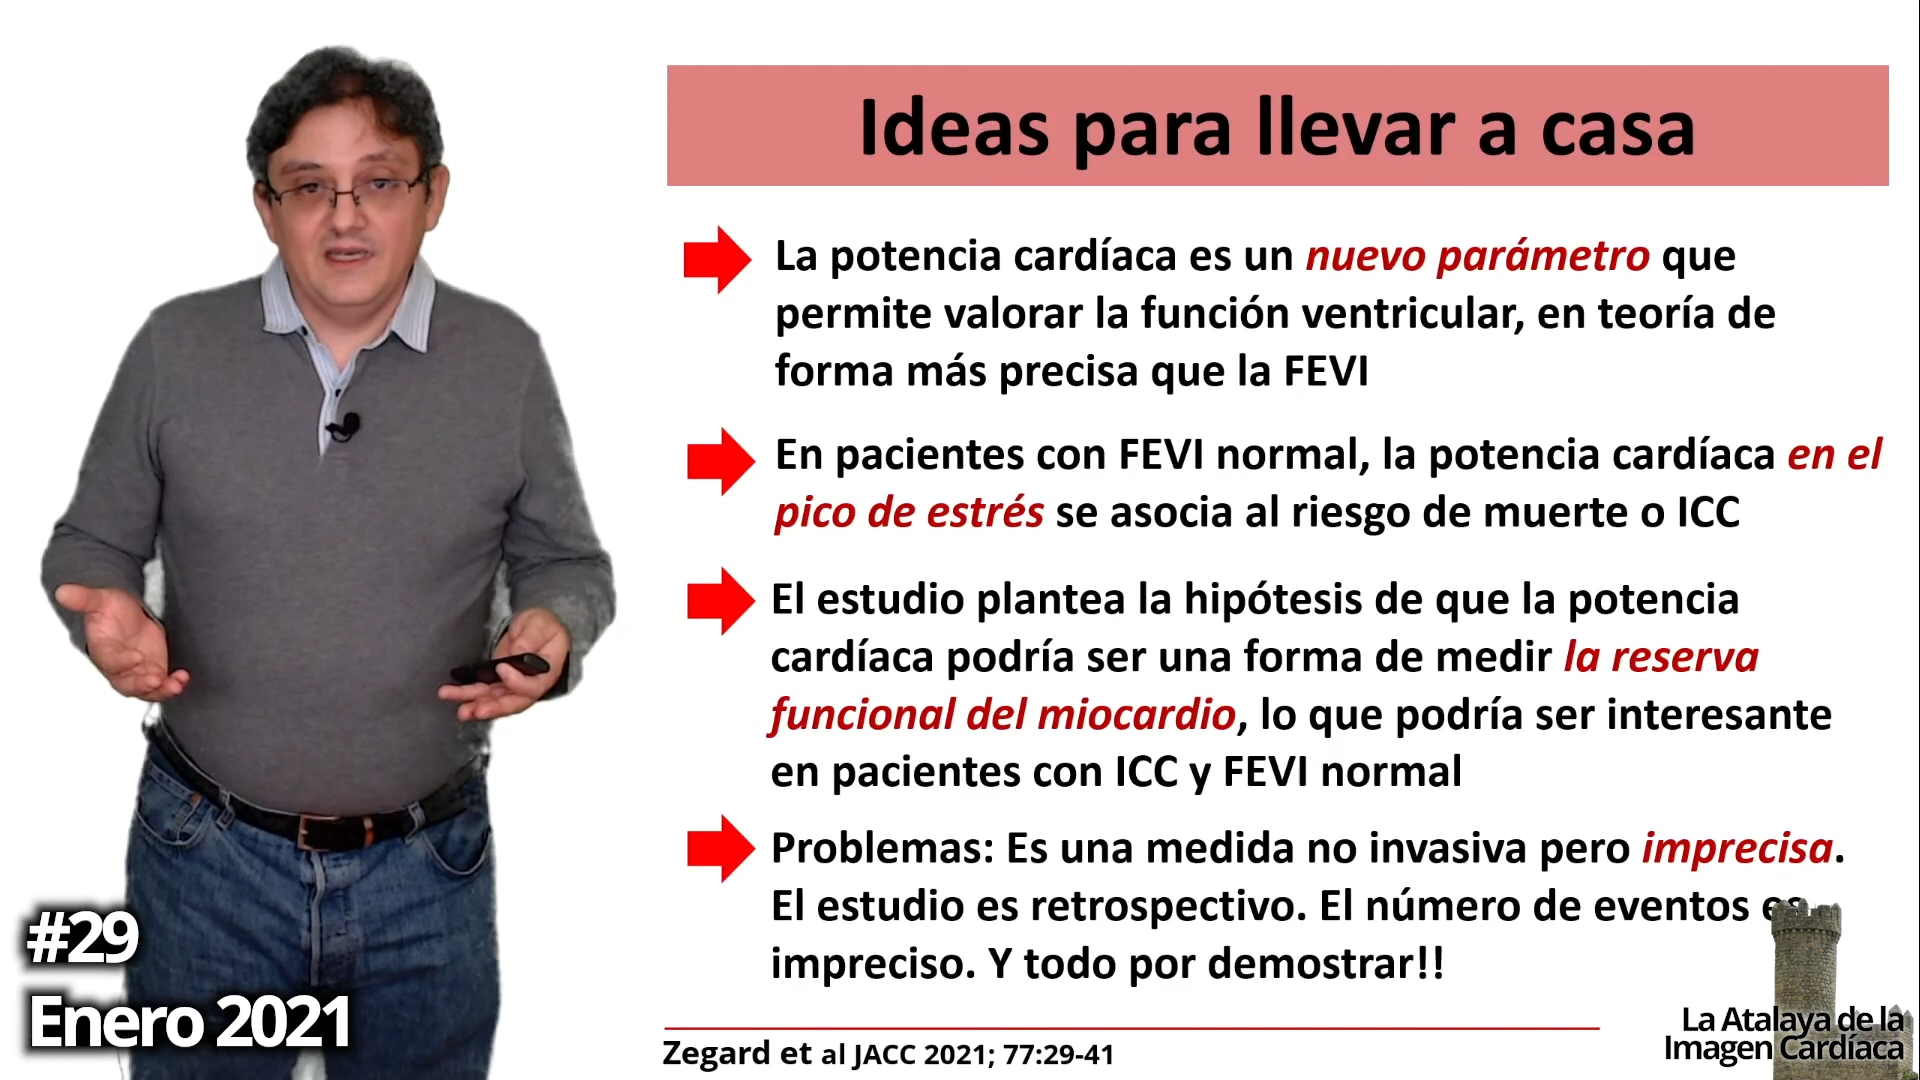 Ideas para llevar a casa
La potencia cardíaca es un nuevo parámetro que
permite valorar la función ventricular, en teoría de
forma más precisa que la FEVI
En pacientes con FEVI normal, la potencia cardíaca en el
pico de estrés se asocia al riesgo de muerte o ICC
El estudio plantea la hipótesis de que la potencia
cardíaca podría ser una forma de medir la reserva
funcional del miocardio, lo que podría ser interesante
en pacientes con ICC y FEVI normal
Problemas: Es una medida no invasiva pero imprecisa.
El estudio es retrospectivo. El número de eventos es
impreciso. Y todo por demostrar!!
#29
Enero 2021
Zegard et al JACC 2021; 77:29-41
La Atalaya de la
Imagen Cardíaca